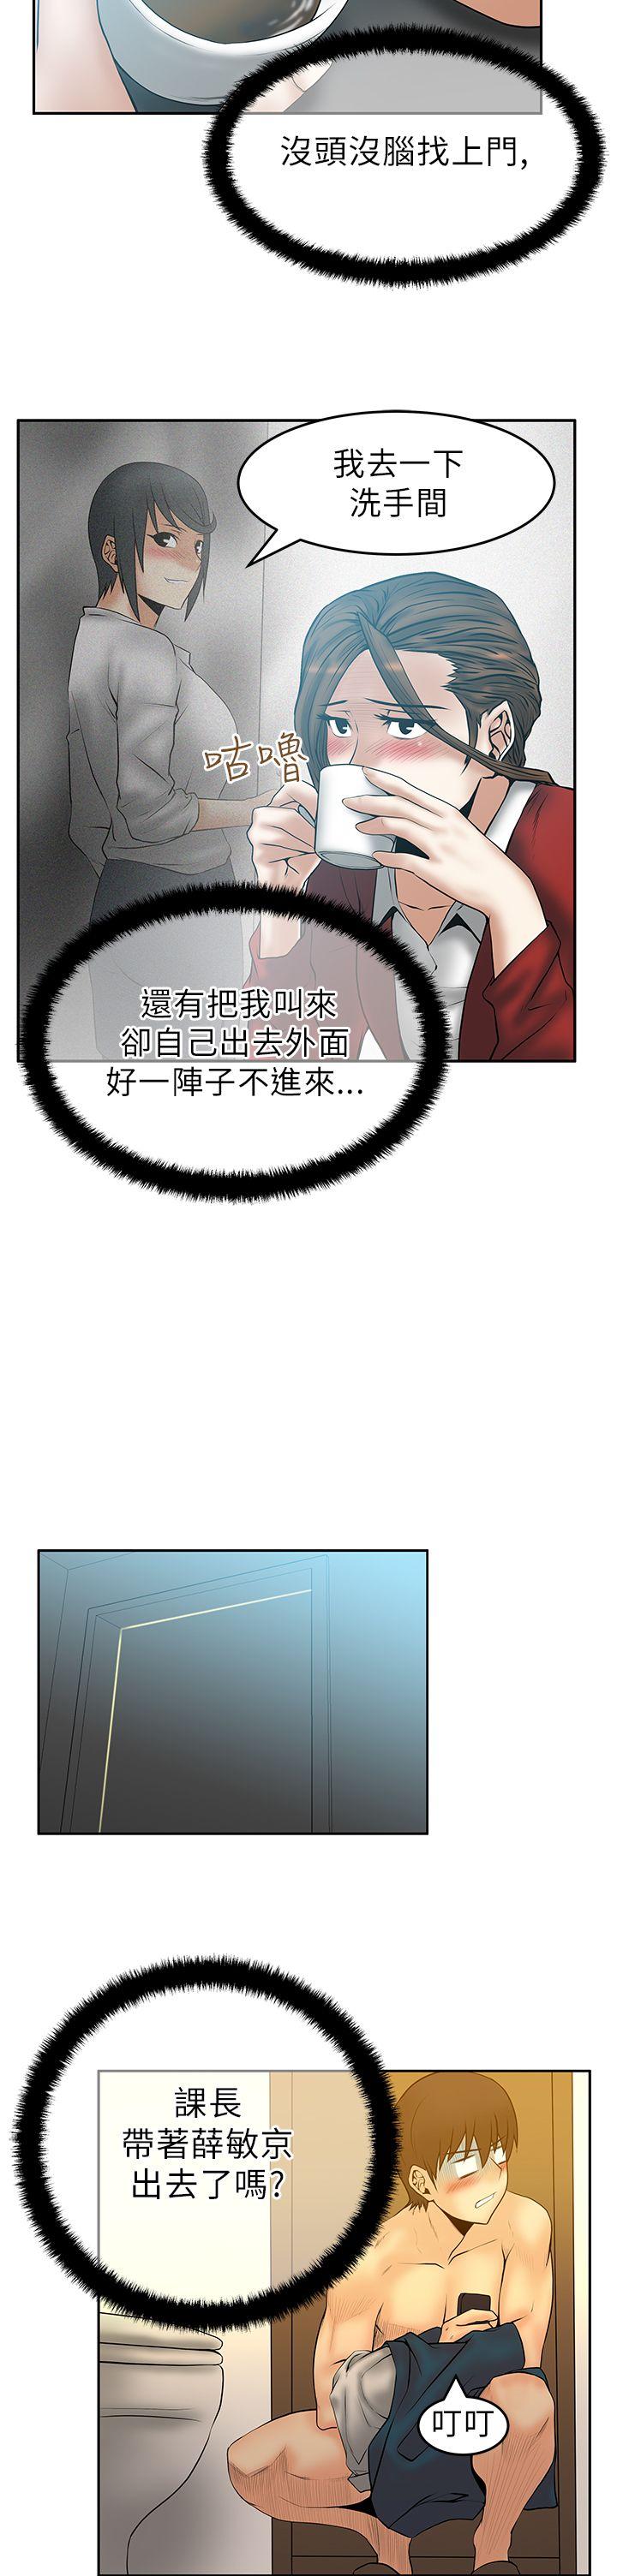 沒頭沒腦找上門,
我去一下
洗手間
咕嚕
還有把我叫來
卻自己出去外面
好一陣子不進來...
課長
帶著薛敏京
出去了嗎?
叮叮